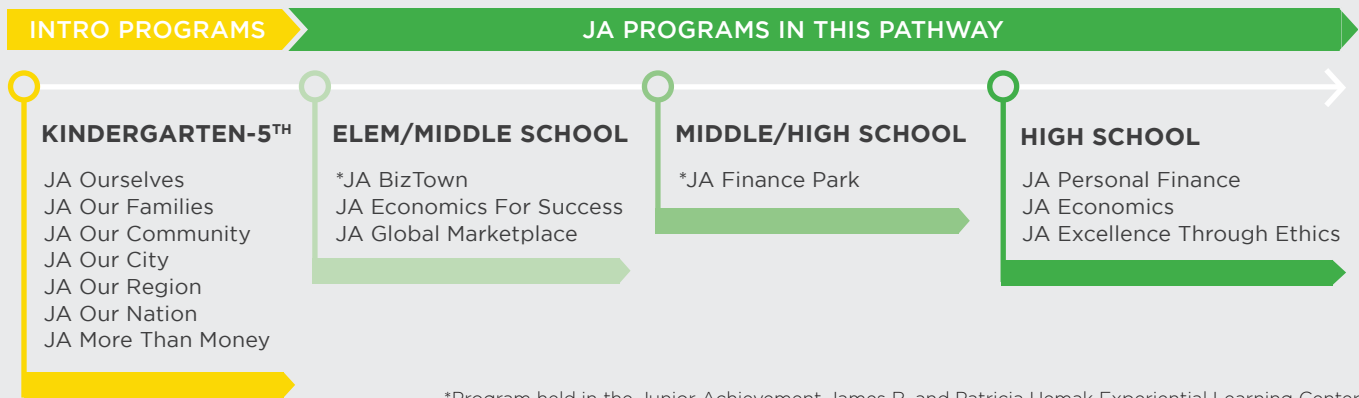 INTRO PROGRAMS
JA PROGRAMS IN THIS PATHWAY
KINDERGARTEN-5TH
JA Ourselves
JA Our Families
JA Our Community
JA Our City
JA Our Region
JA Our Nation
JA More Than Money
ELEM/MIDDLE SCHOOL
*JA BizTown
JA Economics For Success
JA Global Marketplace
MIDDLE/HIGH SCHOOL
*JA Finance Park
HIGH SCHOOL
JA Personal Finance
JA Economics
JA Excellence Through Ethics
*Program held in the Junior Achievement James and Patricia Experiential Learning Center